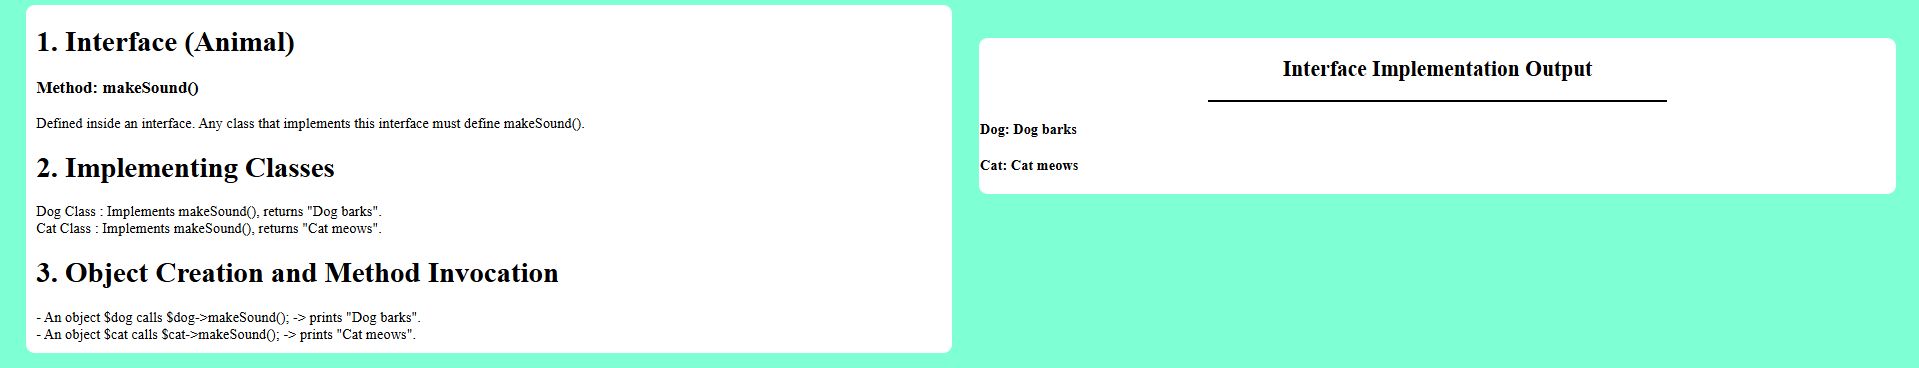 1. Interface (Animal)
Method: makeSound()
Defined inside an interface. Any class that implements this interface must define makeSound().
2. Implementing Classes
Dog Class : Implements makeSound(), returns "Dog barks".
Cat Class : Implements makeSound(), returns "Cat meows".
3. Object Creation and Method Invocation
- An object $dog calls $dog->makeSound(); -> prints "Dog barks".
- An object $cat calls $cat->makeSound(); -> prints "Cat meows".
Interface Implementation Output
Dog: Dog barks
Cat: Cat meows